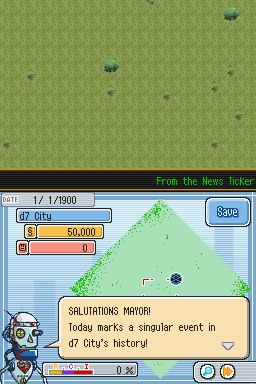 From the News Ticker
DATE 1/ 1/1900
d7 City
Save
$ 50,000
0
SALUTATIONS MAYOR!
Today marks a singular event in
d7 City's history!
R C I
0 %